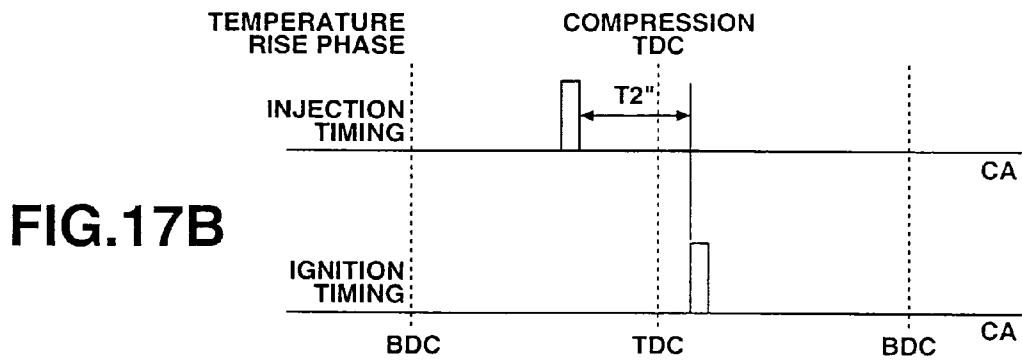 TEMPERATURE
RISE PHASE
COMPRESSION
TDC
T2"
INJECTION
TIMING
CA
FIG.17B
IGNITION
TIMING
CA
BDC TDC BDC